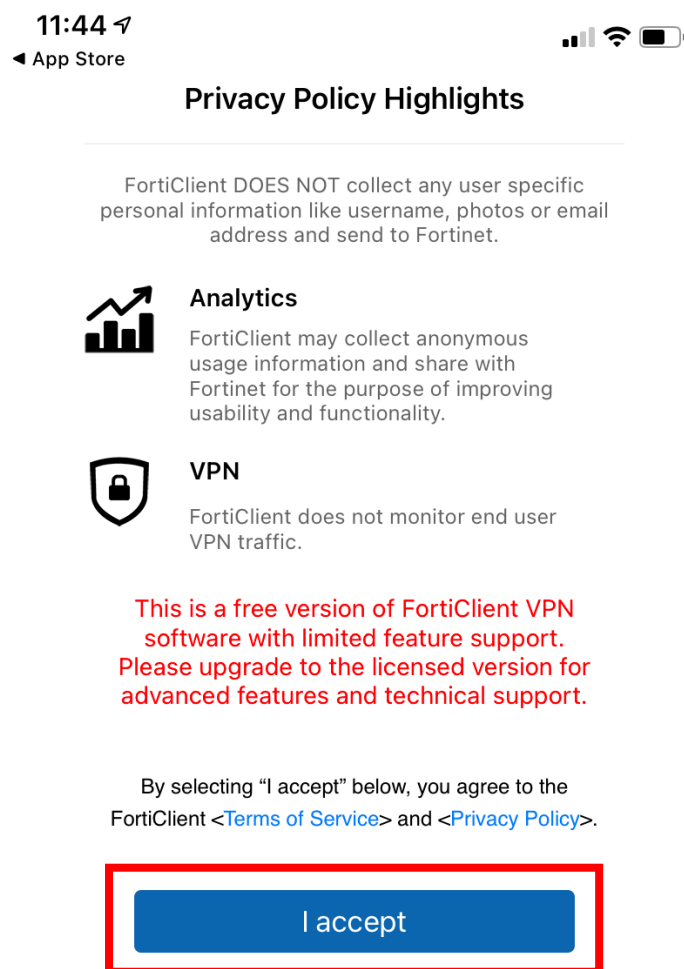 11:44
◀ App Store
Privacy Policy Highlights
FortiClient DOES NOT collect any user specific
personal information like username, photos or email
address and send to Fortinet.
Analytics
FortiClient may collect anonymous
usage information and share with
Fortinet for the purpose of improving
usability and functionality.
VPN
FortiClient does not monitor end user
VPN traffic.
This is a free version of FortiClient VPN
software with limited feature support.
Please upgrade to the licensed version for
advanced features and technical support.
By selecting “I accept” below, you agree to the
FortiClient <Terms of Service> and <Privacy Policy>.
I accept